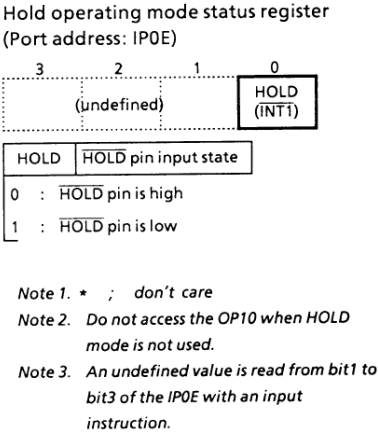 Hold operating mode status register
(Port address: IP0E)
3 2 1 0
(undefined) HOLD
(INT1)
HOLD HOLD pin input state
0 : HOLD pin is high
1 : HOLD pin is low
Note 1. * ; don't care
Note 2. Do not access the OP10 when HOLD
mode is not used.
Note 3. An undefined value is read from bit1 to
bit3 of the IP0E with an input
instruction.